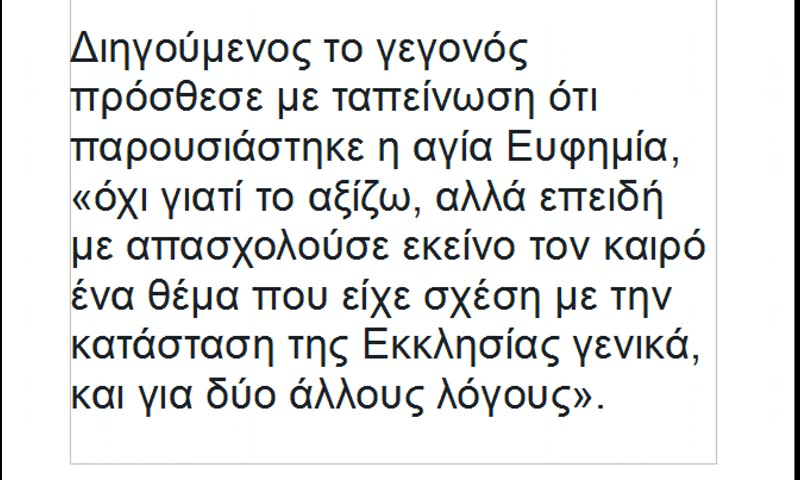 Διηγούμενος το γεγονός
πρόσθεσε με ταπείνωση ότι
παρουσιάστηκε η αγία Ευφημία,
«όχι γιατί το αξίζω, αλλά επειδή
με απασχολούσε εκείνο τον καιρό
ένα θέμα που είχε σχέση με την
κατάσταση της Εκκλησίας γενικά,
και για δύο άλλους λόγους».